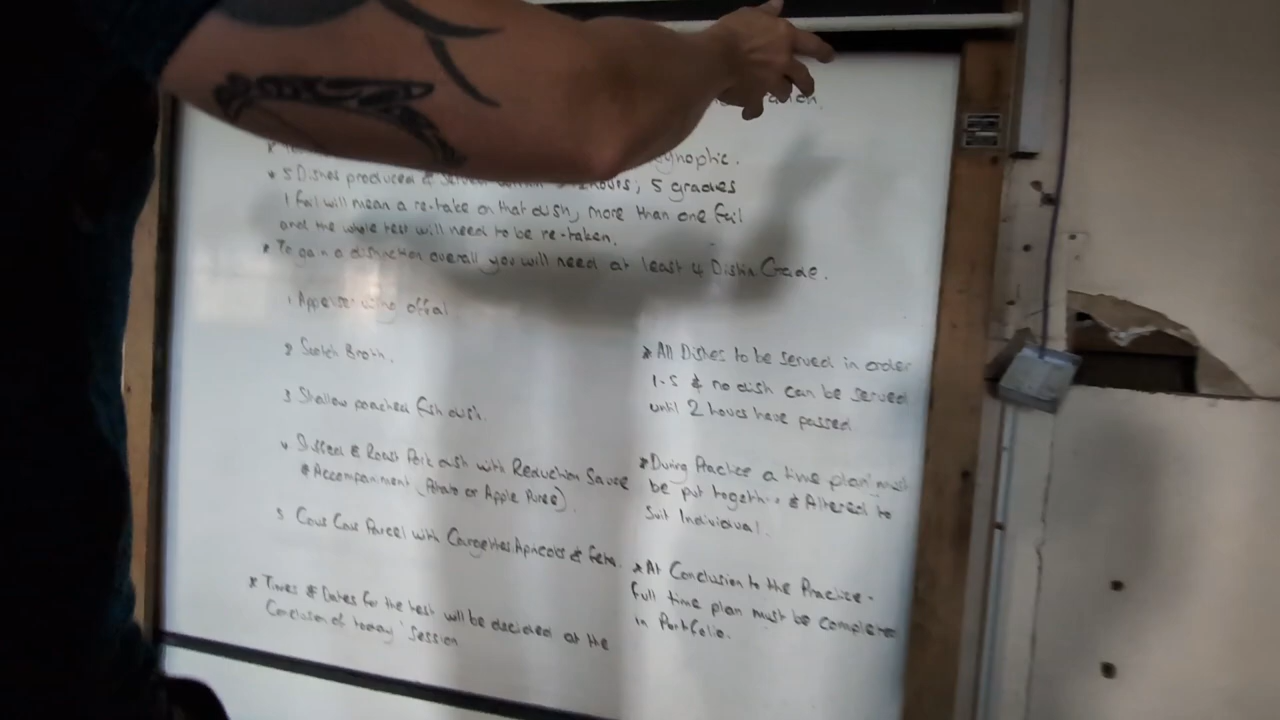 synoptic.
* 5 Dishes produced & served within hours, 5 grades
1 fail will mean a re-take on that dish, more than one fail
and the whole test will need to be re-taken.
* To gain a distinction overall you will need at least 4 Distin Grade.
1 Appetiser using offal
2 Scotch Broth.
3 Shallow poached fish dish.
4 Stuffed & Roast Pork dish with Reduction Sauce
& Accompaniment (Potato or Apple Puree).
5 Cous Cous Parcel with Courgettes, Apricots & feta.
* Times & Dates for the test will be decided at the
Conclusion of today' session
* All Dishes to be served in order
1-5 & no dish can be served
until 2 hours have passed
* During Practice a time plan must
be put together & Altered to
Suit Individual.
* At Conclusion to the Practice -
full time plan must be completed
in Portfolio.